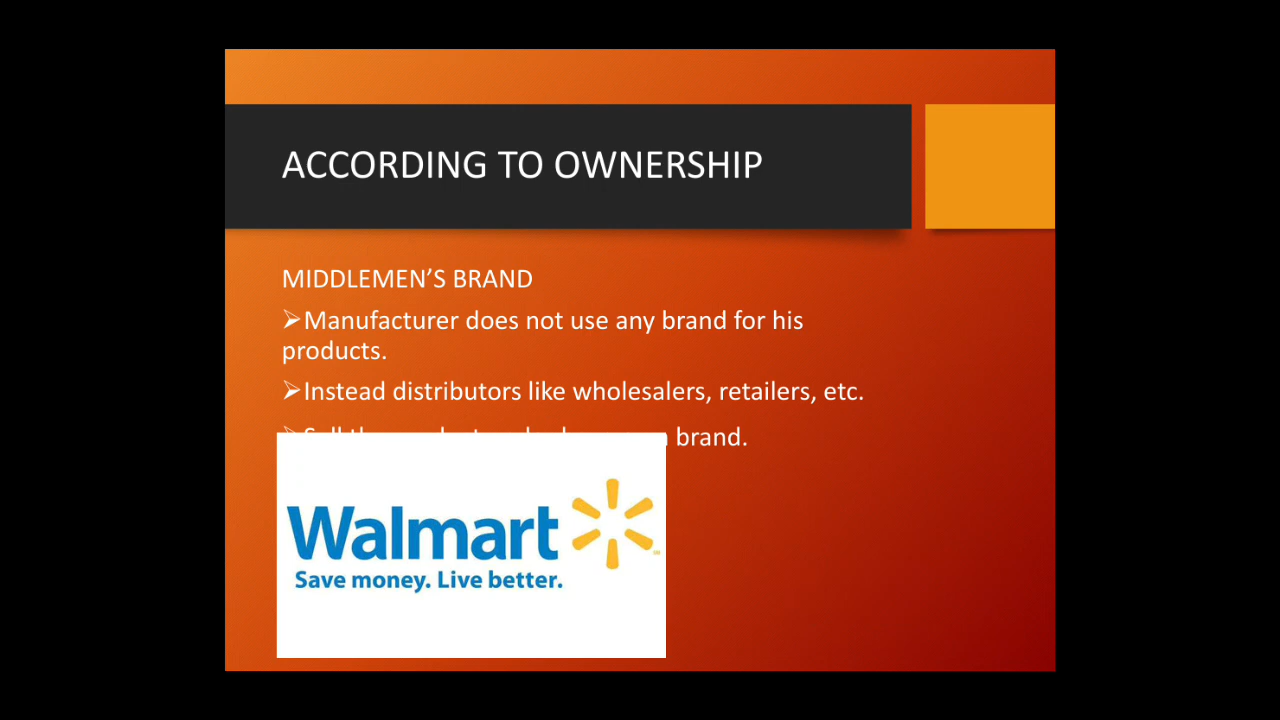 ACCORDING TO OWNERSHIP
MIDDLEMEN’S BRAND
➢Manufacturer does not use any brand for his
products.
➢Instead distributors like wholesalers, retailers, etc.
➢Sell brand.
Walmart
Save money. Live better.